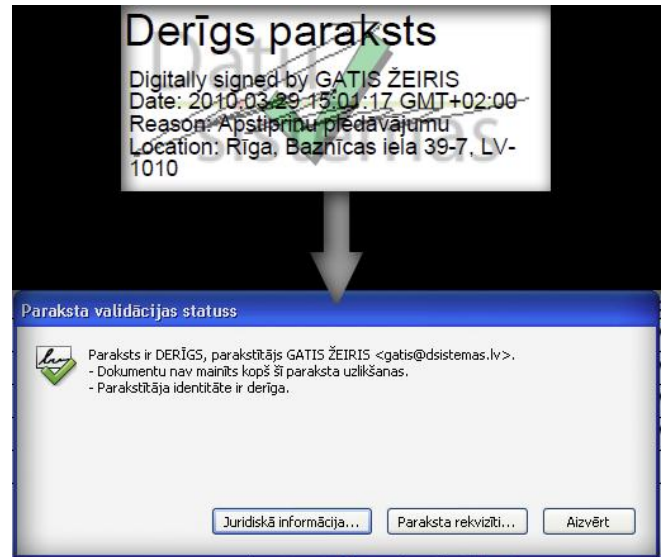 Derīgs paraksts
Datu
sistēmas
Digitally signed by GATIS ŽEIRIS
Date: 2010.03.29 15:01:17 GMT+02:00
Reason: Apstiprinu piedāvājumu
Location: Rīga, Baznīcas iela 39-7, LV-
1010
Paraksta validācijas statuss
Paraksts ir DERĪGS, parakstītājs GATIS ŽEIRIS <gatis@dsistemas.lv>.
- Dokumentu nav mainīts kopš šī paraksta uzlikšanas.
- Parakstītāja identitāte ir derīga.
Juridiskā informācija...
Paraksta rekvizīti...
Aizvērt